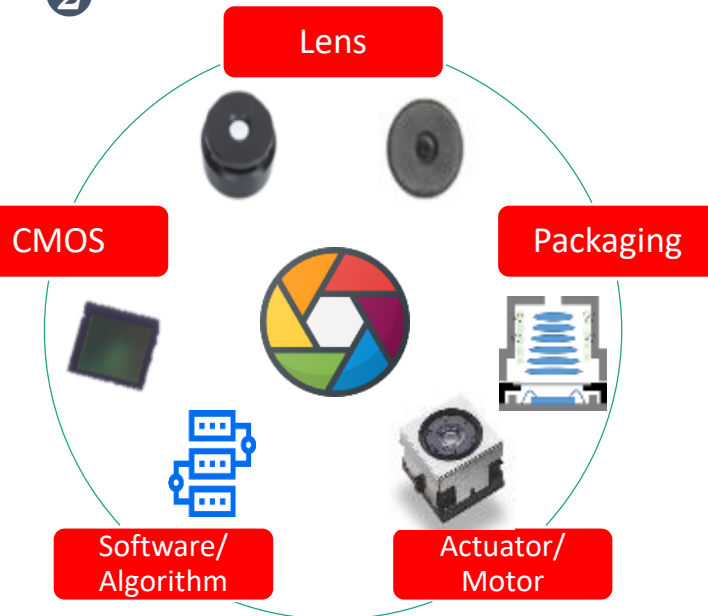 Lens
CMOS
Packaging
Software/
Algorithm
Actuator/
Motor